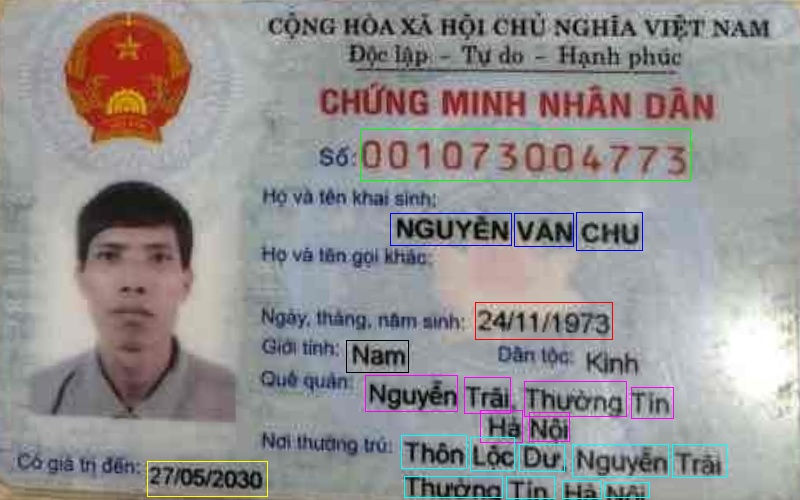 CỘNG HÒA XÃ HỘI CHỦ NGHĨA VIỆT NAM
Độc lập - Tự do - Hạnh phúc
CHỨNG MINH NHÂN DÂN
Số: 001073004773
Họ và tên khai sinh:
NGUYỄN VĂN CHU
Họ và tên gọi khác:
Ngày, tháng, năm sinh: 24/11/1973
Giới tính: Nam Dân tộc: Kinh
Quê quán: Nguyễn Trãi, Thường Tín
Hà Nội
Nơi thường trú: Thôn Lộc Dư, Nguyễn Trãi
Thường Tín, Hà Nội
Có giá trị đến: 27/05/2030